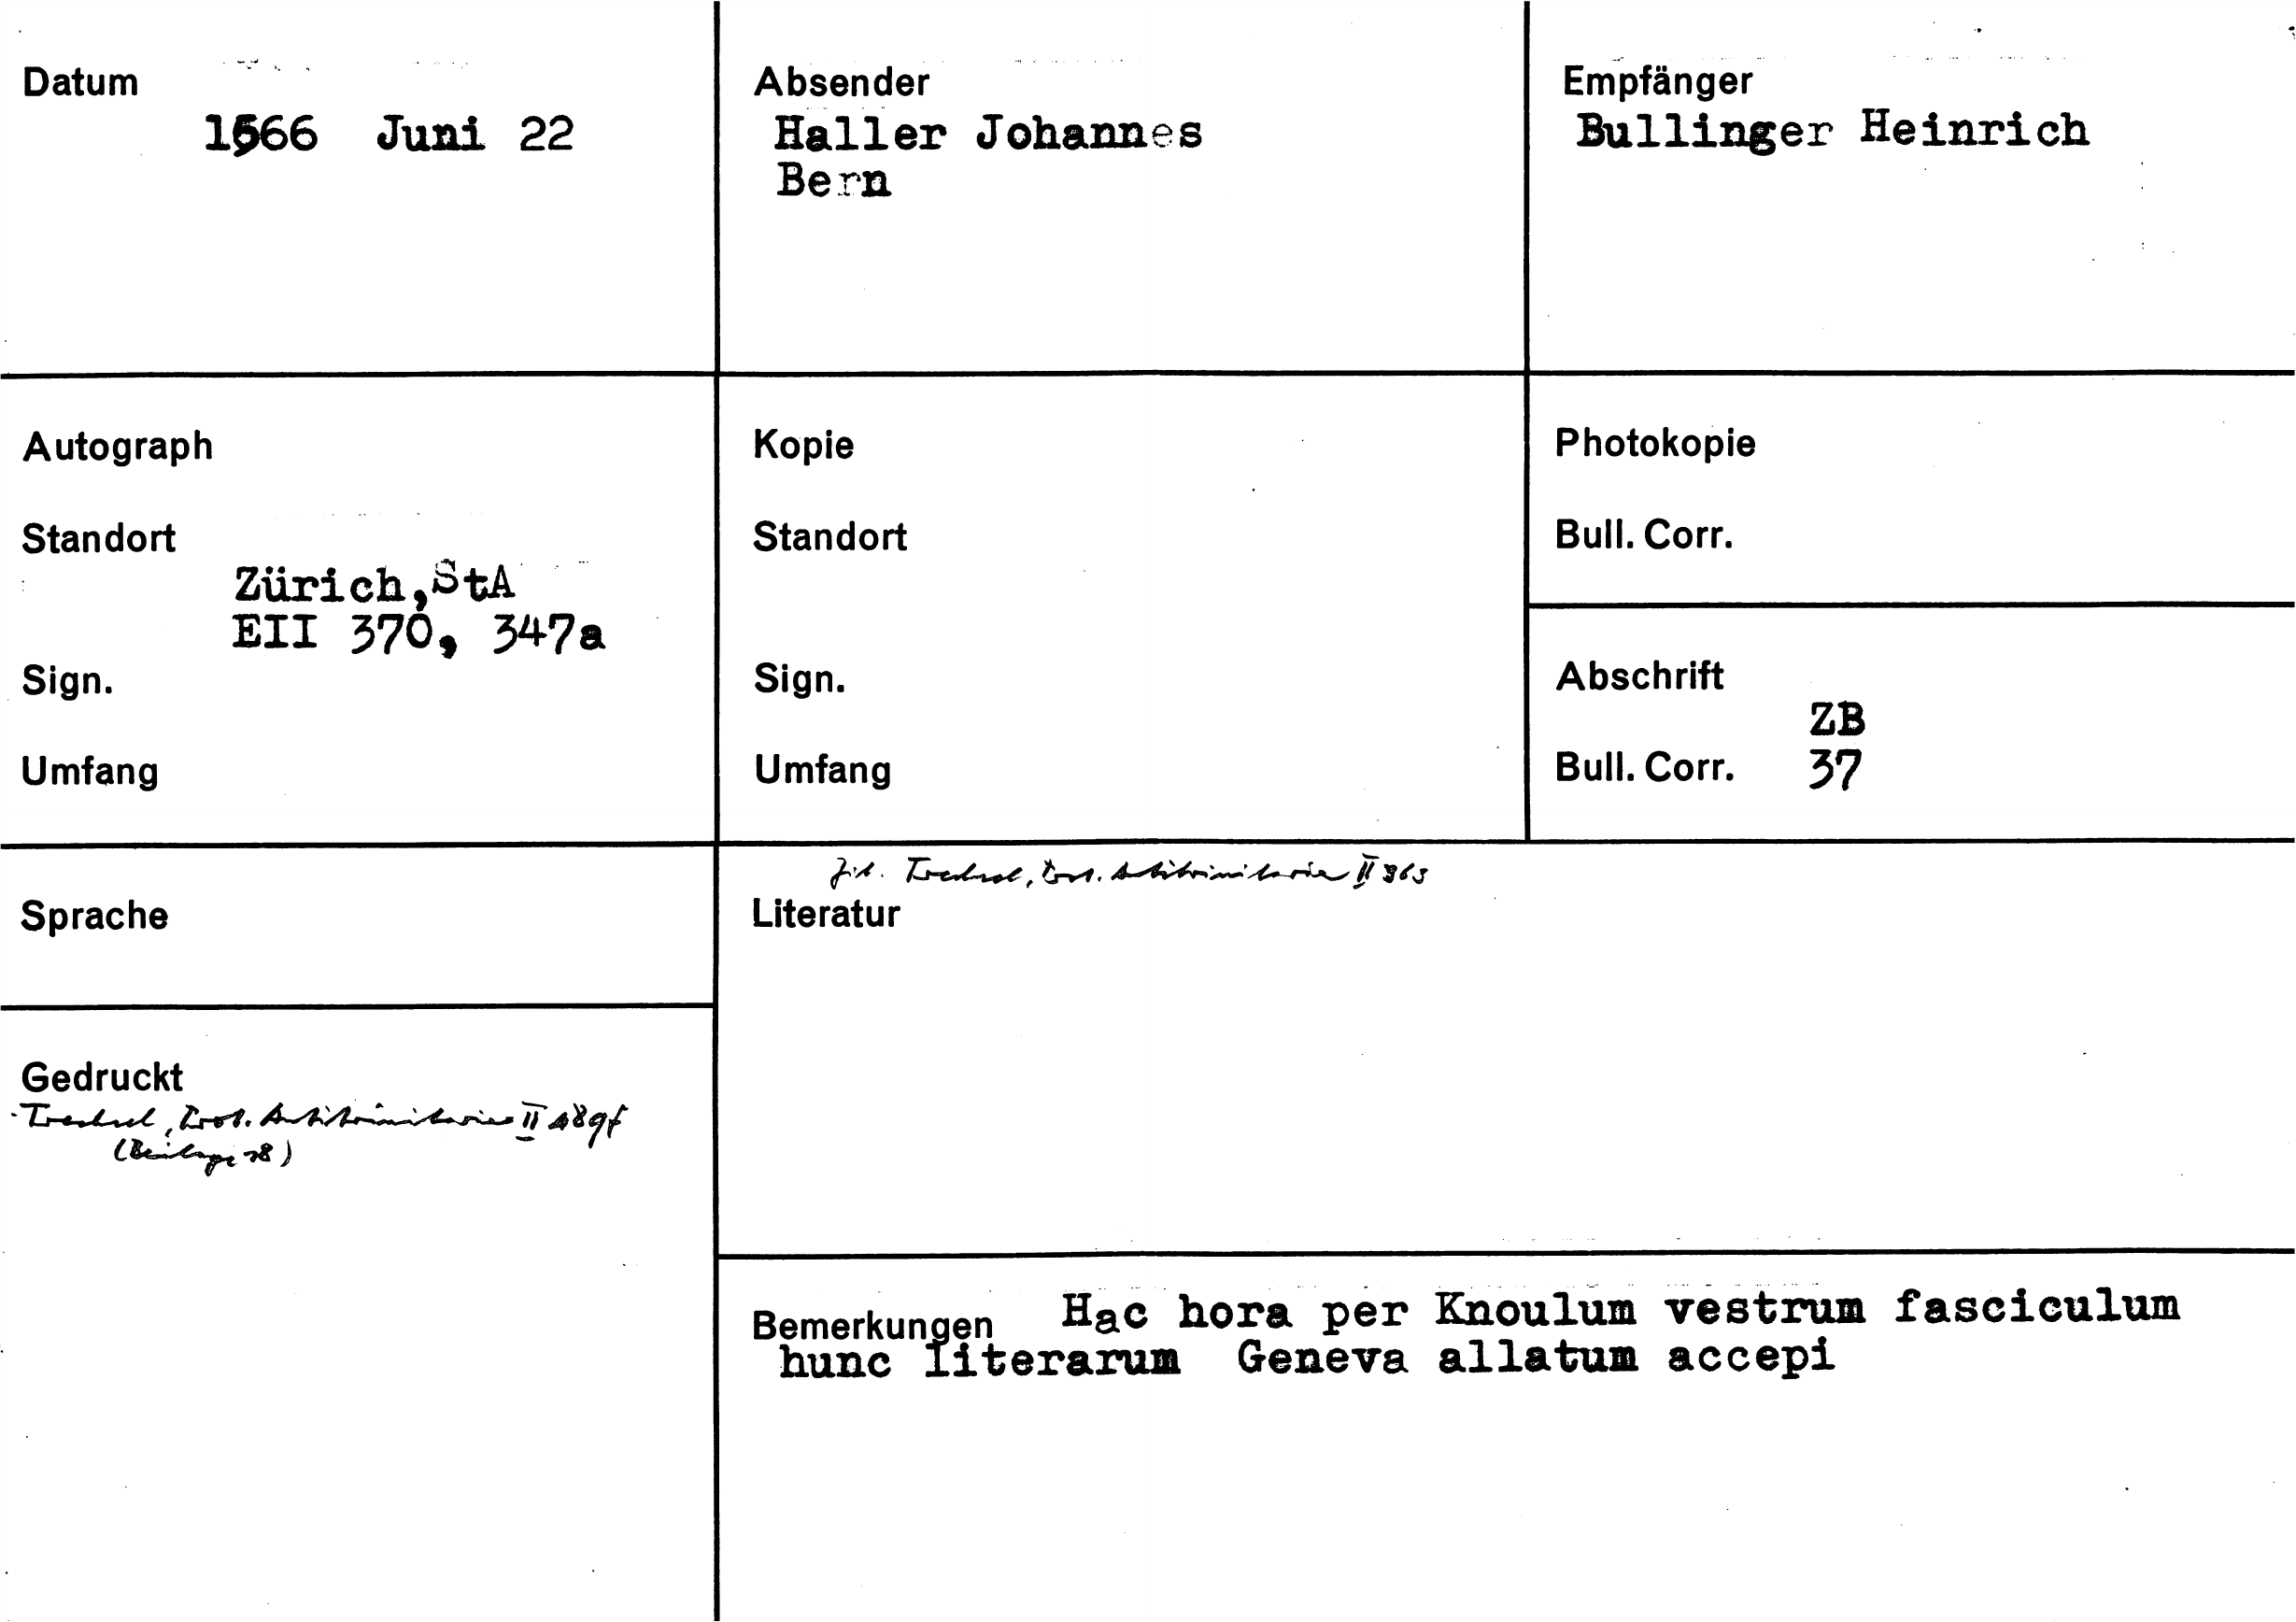 Datum
1566 Juni 22
Absender
Haller Johannes
Bern
Empfänger
Bullinger Heinrich
Autograph
Standort
Zürich, StA
EII 370, 347a
Sign.
Umfang
Kopie
Standort
Sign.
Umfang
Photokopie
Bull. Corr.
Abschrift
ZB
Bull. Corr. 37
Sprache
Gedruckt
Trechsel, Prot. Antitrinitarier II
(Beilage
zit. Trechsel, Prot. Antitrinitarier II 365
Literatur
Bemerkungen Hac hora per Knoulum vestrum fasciculum
hunc literarum Geneva allatum accepi